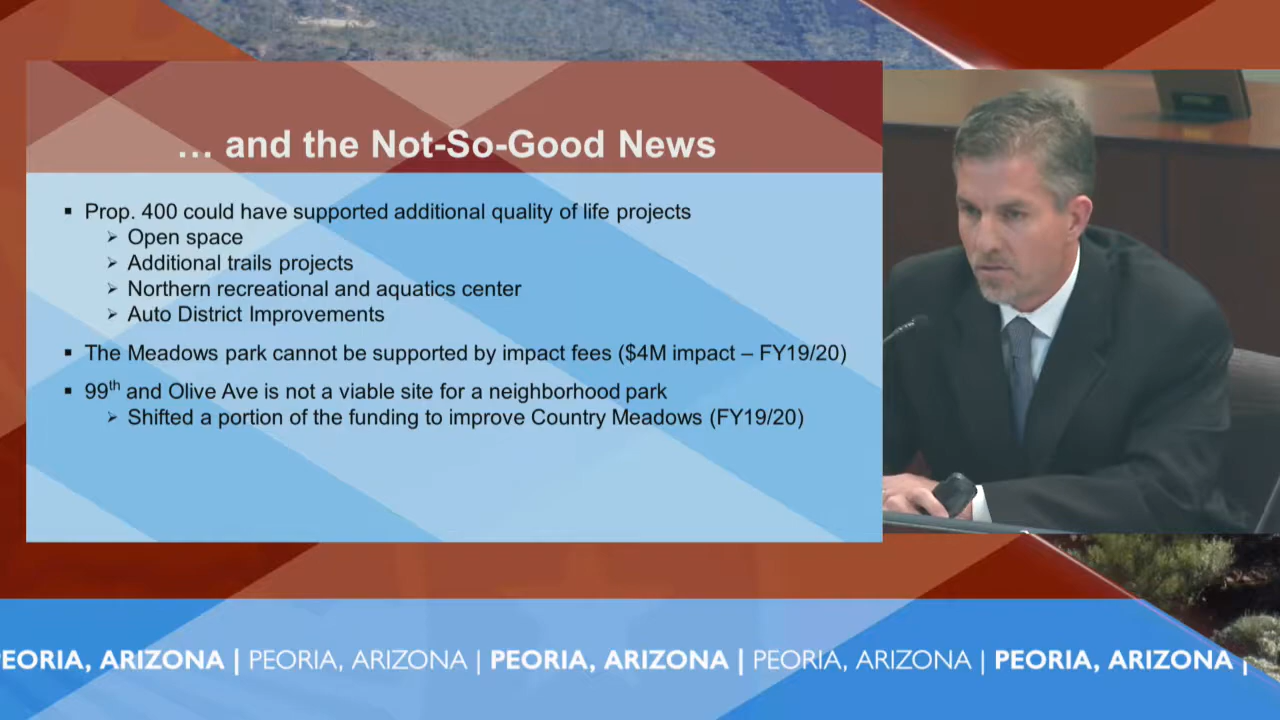 … and the Not-So-Good News
▪ Prop. 400 could have supported additional quality of life projects
➢ Open space
➢ Additional trails projects
➢ Northern recreational and aquatics center
➢ Auto District Improvements
▪ The Meadows park cannot be supported by impact fees ($4M impact – FY19/20)
▪ 99th and Olive Ave is not a viable site for a neighborhood park
➢ Shifted a portion of the funding to improve Country Meadows (FY19/20)
PEORIA, ARIZONA | PEORIA, ARIZONA | PEORIA, ARIZONA | PEORIA, ARIZONA | PEORIA, ARIZONA |